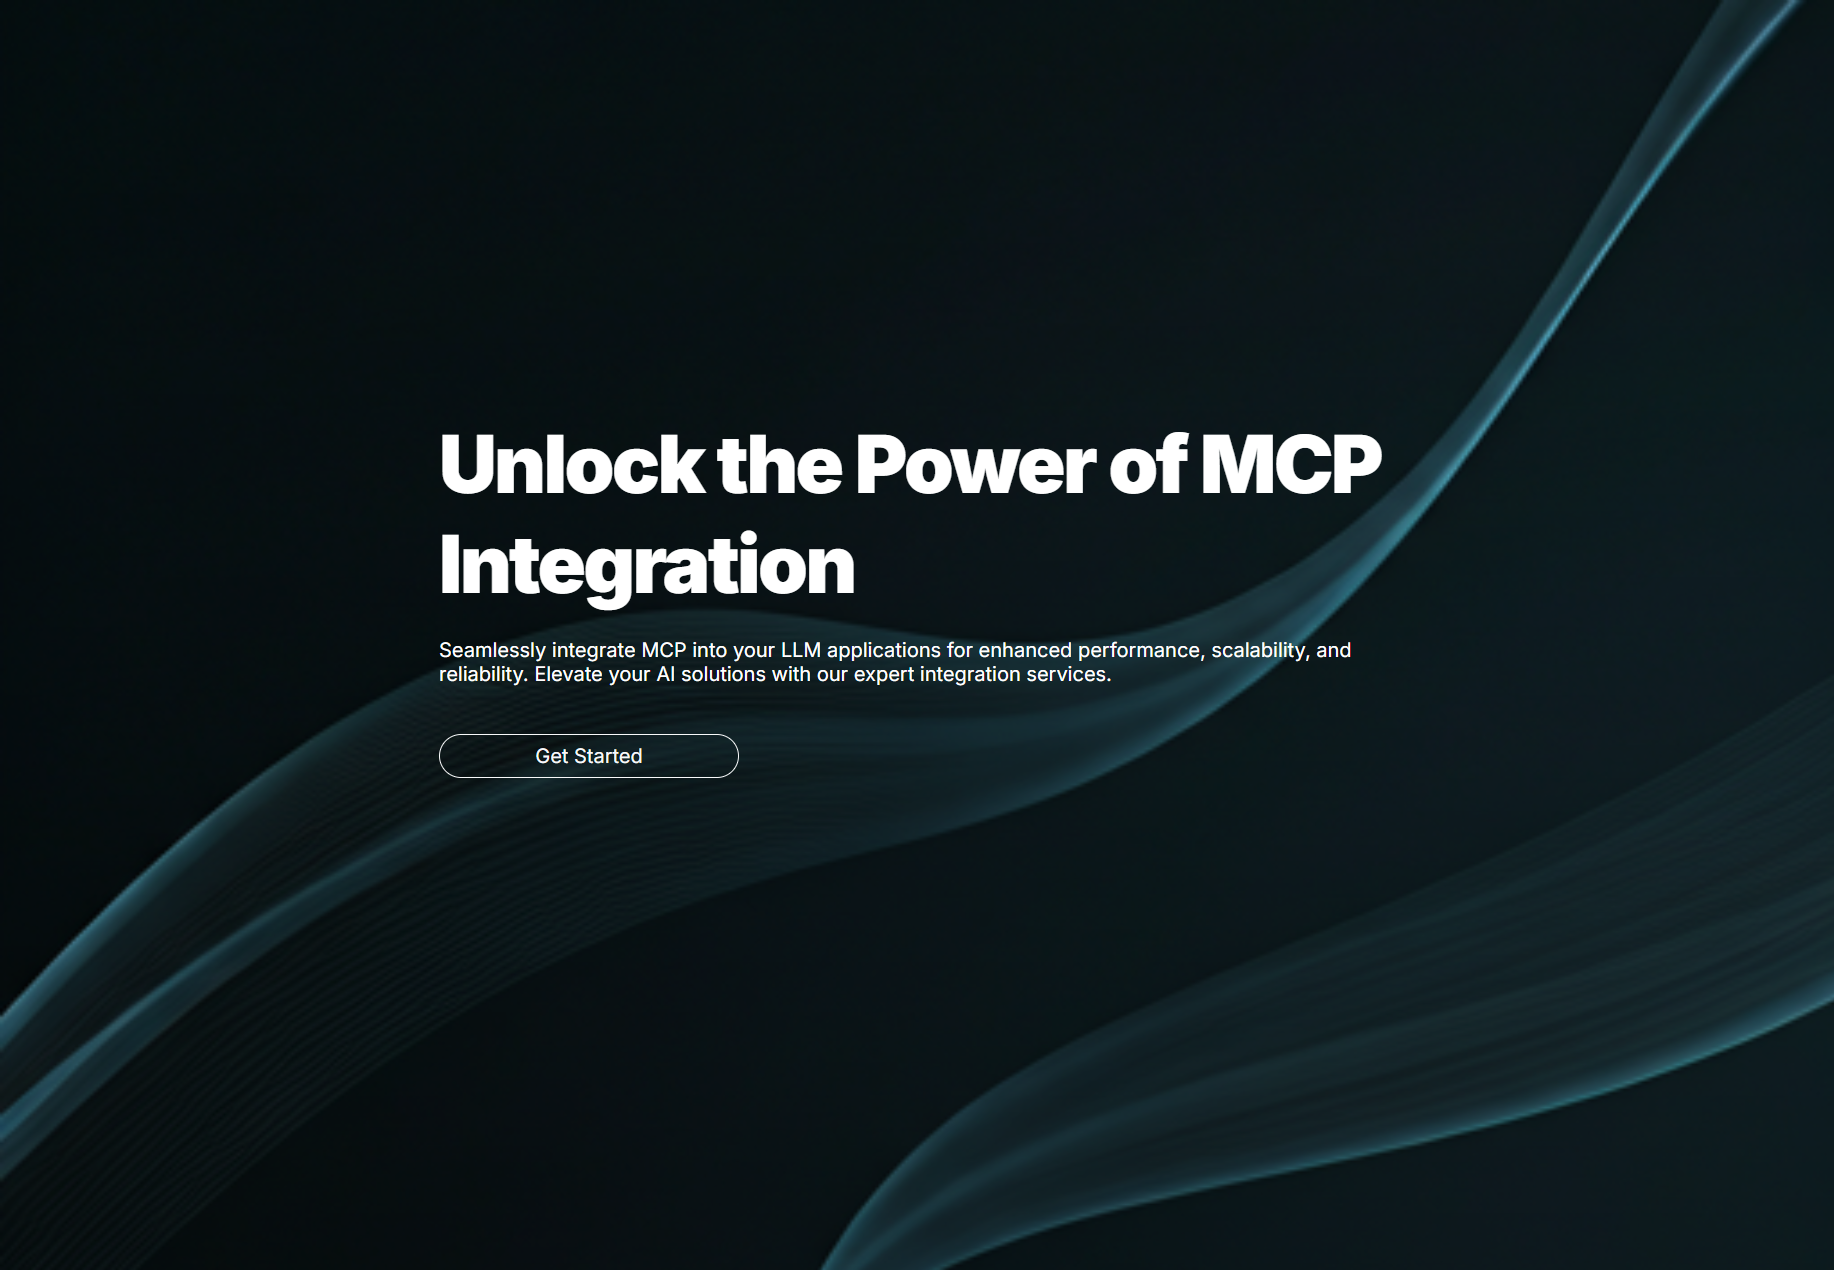 Unlock the Power of MCP
Integration
Seamlessly integrate MCP into your LLM applications for enhanced performance, scalability, and
reliability. Elevate your AI solutions with our expert integration services.
Get Started